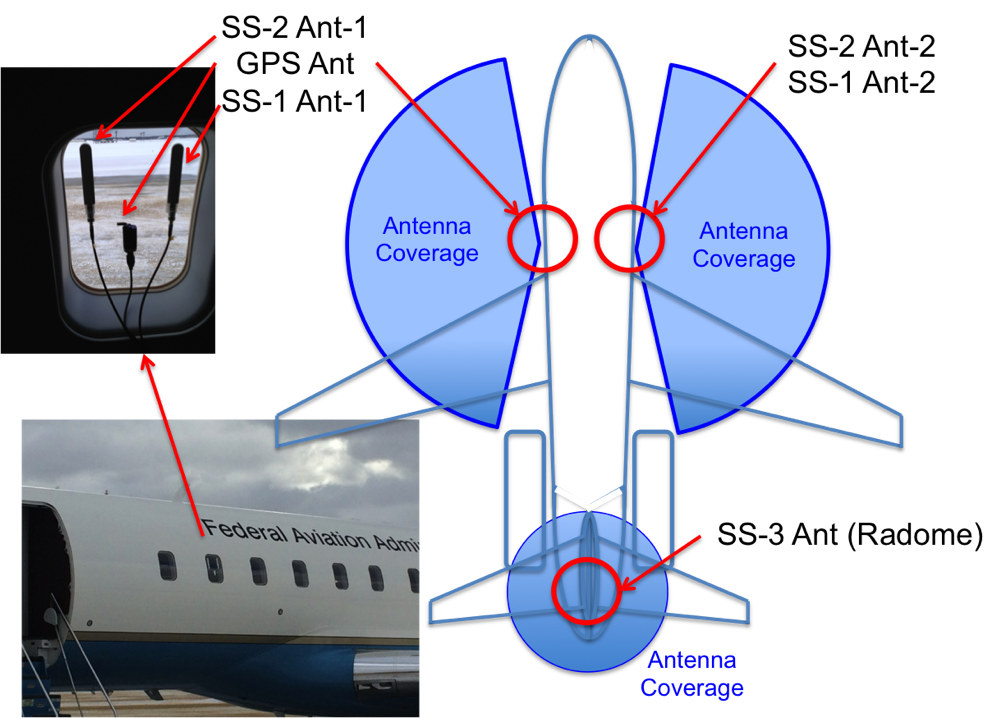 SS-2 Ant-1
GPS Ant
SS-1 Ant-1
SS-2 Ant-2
SS-1 Ant-2
Antenna
Coverage
Antenna
Coverage
Federal Aviation Admi
SS-3 Ant (Radome)
Antenna
Coverage